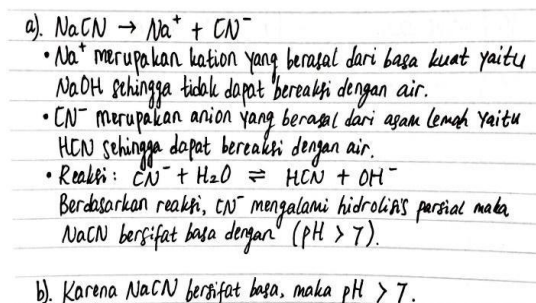 a). NaCN → Na⁺ + CN⁻
• Na⁺ merupakan kation yang berasal dari basa kuat yaitu
NaOH sehingga tidak dapat bereaksi dengan air.
• CN⁻ merupakan anion yang berasal dari asam lemah yaitu
HCN sehingga dapat bereaksi dengan air.
• Reaksi: CN⁻ + H₂O ⇌ HCN + OH⁻
Berdasarkan reaksi, CN⁻ mengalami hidrolisis parsial maka
NaCN bersifat basa dengan (pH > 7).
b). Karena NaCN bersifat basa, maka pH > 7.